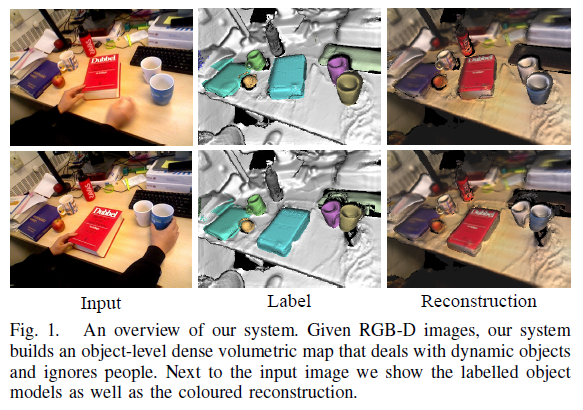 Dubbel
Dubbel
Dubbel
Dubbel
Input
Label
Reconstruction
Fig. 1. An overview of our system. Given RGB-D images, our system
builds an object-level dense volumetric map that deals with dynamic objects
and ignores people. Next to the input image we show the labelled object
models as well as the coloured reconstruction.